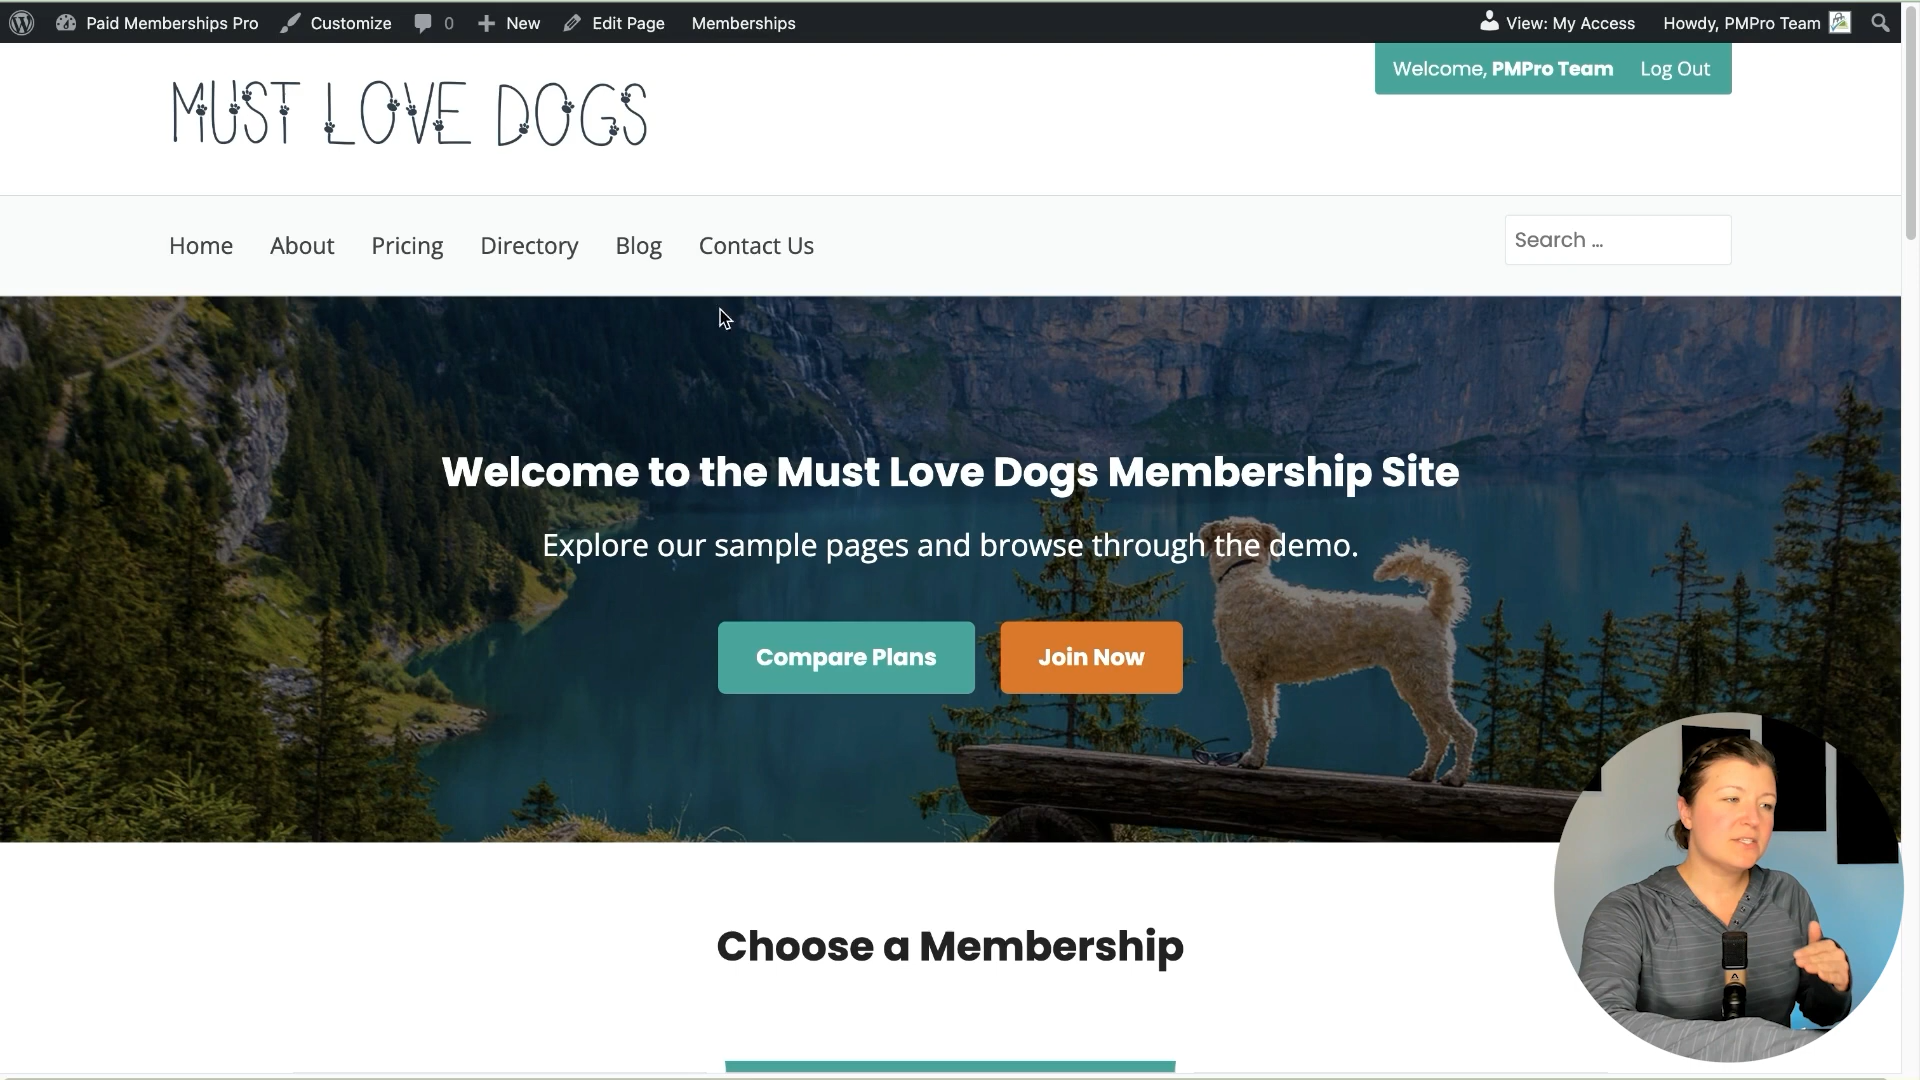 Paid Memberships Pro Customize 0 New Edit Page Memberships View: My Access Howdy, PMPro Team
Welcome, PMPro Team Log Out
MUST LOVE DOGS
Home About Pricing Directory Blog Contact Us Search ...
Welcome to the Must Love Dogs Membership Site
Explore our sample pages and browse through the demo.
Compare Plans Join Now
Choose a Membership